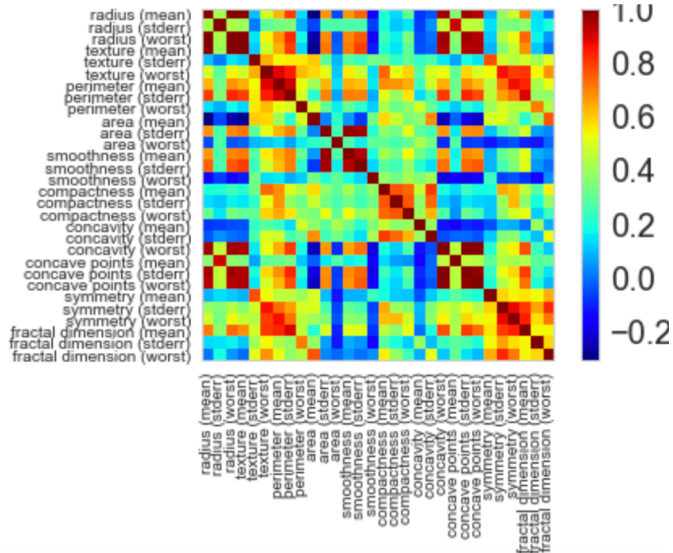 radius (mean)
radius (stderr)
radius (worst)
texture (mean)
texture (stderr)
texture (worst)
perimeter (mean)
perimeter (stderr)
perimeter (worst)
area (mean)
area (stderr)
area (worst)
smoothness (mean)
smoothness (stderr)
smoothness (worst)
compactness (mean)
compactness (stderr)
compactness (worst)
concavity (mean)
concavity (stderr)
concavity (worst)
concave points (mean)
concave points (stderr)
concave points (worst)
symmetry (mean)
symmetry (stderr)
symmetry (worst)
fractal dimension (mean)
fractal dimension (stderr)
fractal dimension (worst)
1.0
0.8
0.6
0.4
0.2
0.0
−0.2
radius (mean)
radius (stderr)
radius (worst)
texture (mean)
texture (stderr)
texture (worst)
perimeter (mean)
perimeter (stderr)
perimeter (worst)
area (mean)
area (stderr)
area (worst)
smoothness (mean)
smoothness (stderr)
smoothness (worst)
compactness (mean)
compactness (stderr)
compactness (worst)
concavity (mean)
concavity (stderr)
concavity (worst)
concave points (mean)
concave points (stderr)
concave points (worst)
symmetry (mean)
symmetry (stderr)
symmetry (worst)
fractal dimension (mean)
fractal dimension (stderr)
fractal dimension (worst)